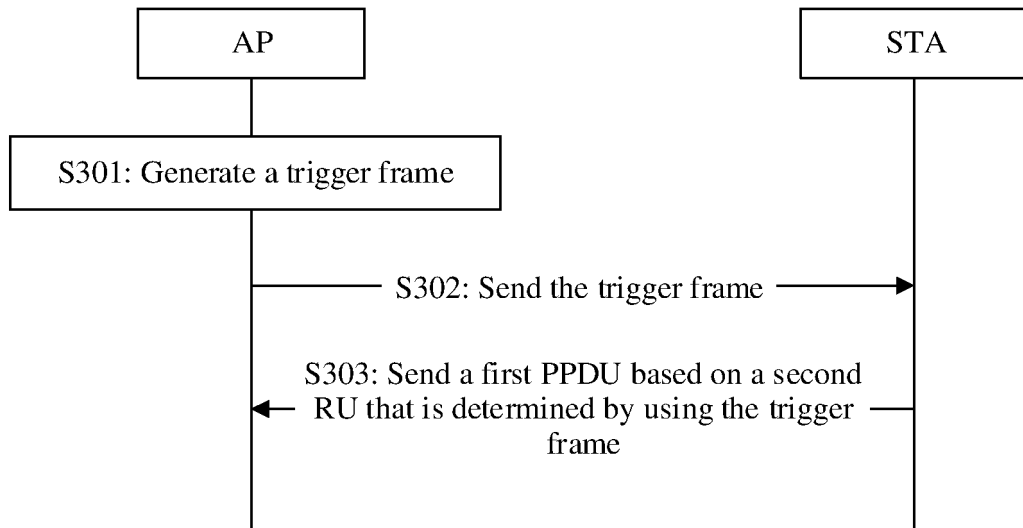 AP
STA
S301: Generate a trigger frame
S302: Send the trigger frame
S303: Send a first PPDU based on a second
RU that is determined by using the trigger
frame